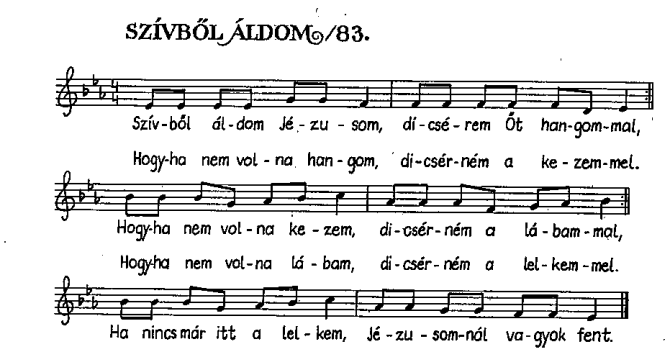 SZÍVBŐL ÁLDOM/83.
Szív-ből ál-dom Jé-zu-som, di-csé-rem Őt han-gom-mal,
Hogy-ha nem vol-na han-gom, di-csér-ném a ke-zem-mel.
Hogy-ha nem vol-na ke-zem, di-csér-ném a lá-bam-mal,
Hogy-ha nem vol-na lá-bam, di-csér-ném a lel-kem-mel.
Ha nincs már itt a lel-kem, Jé-zu-som-nál va-gyok fent.